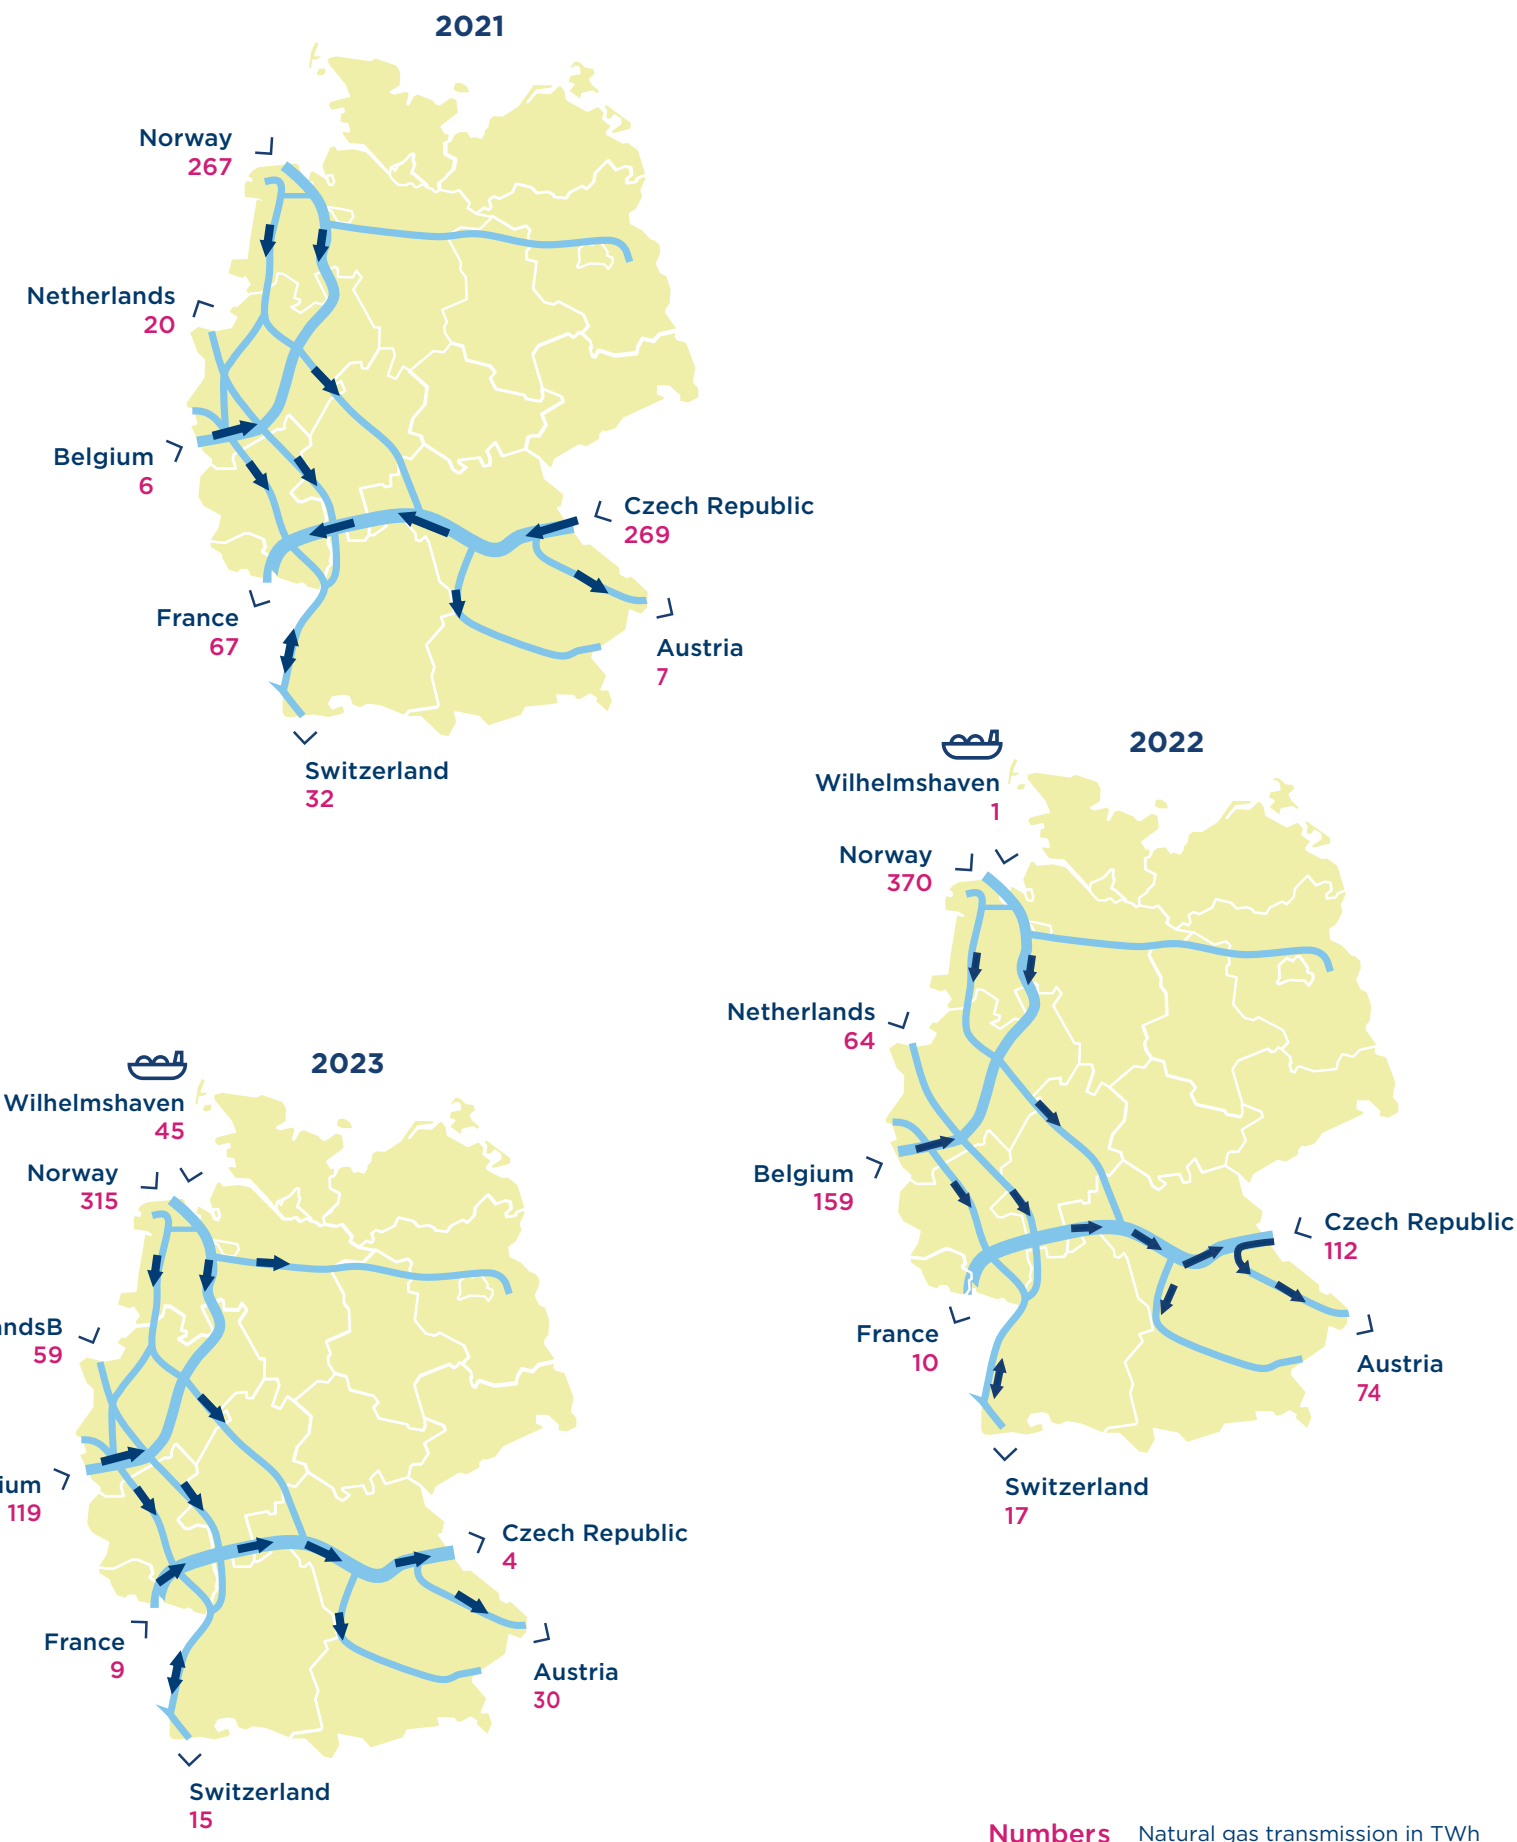 2021
Norway
267
Netherlands
20
Belgium
6
Czech Republic
269
France
67
Austria
7
Switzerland
32
2022
Wilhelmshaven
1
Norway
370
Netherlands
64
Belgium
159
Czech Republic
112
France
10
Austria
74
Switzerland
17
2023
Wilhelmshaven
45
Norway
315
andsB
59
ium
119
Czech Republic
4
France
9
Austria
30
Switzerland
15
Numbers Natural gas transmission in TWh